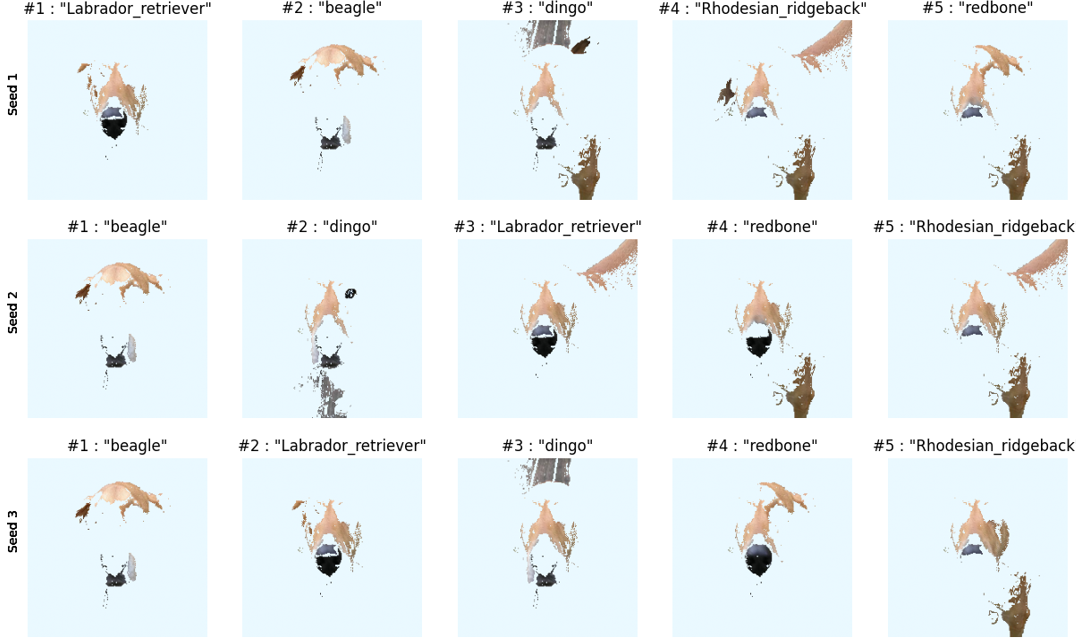 #1 : "Labrador_retriever"
#2 : "beagle"
#3 : "dingo"
#4 : "Rhodesian_ridgeback"
#5 : "redbone"
Seed 1
#1 : "beagle"
#2 : "dingo"
#3 : "Labrador_retriever"
#4 : "redbone"
#5 : "Rhodesian_ridgeback
Seed 2
#1 : "beagle"
#2 : "Labrador_retriever"
#3 : "dingo"
#4 : "redbone"
#5 : "Rhodesian_ridgeback
Seed 3